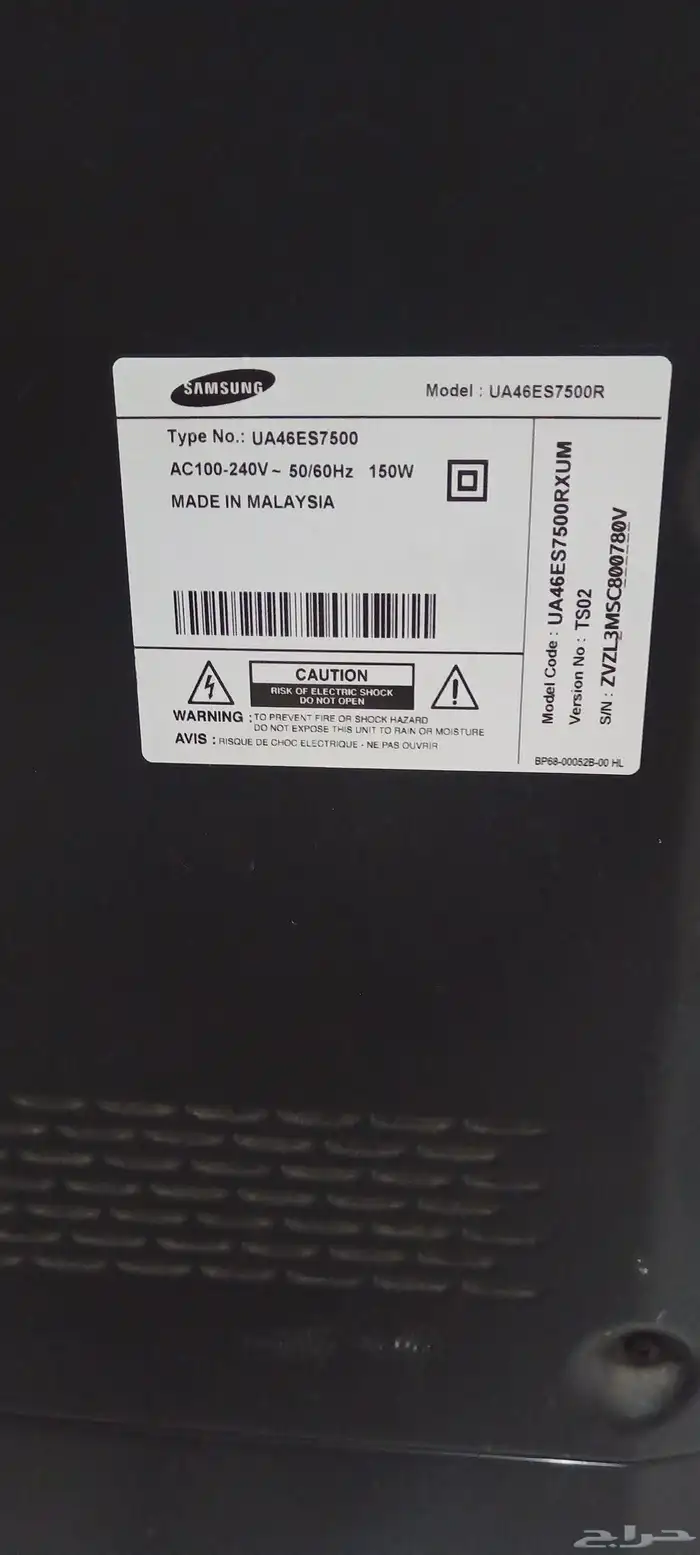 SAMSUNG
Model : UA46ES7500R
Type No.: UA46ES7500
AC100-240V~ 50/60Hz 150W
MADE IN MALAYSIA
CAUTION
RISK OF ELECTRIC SHOCK
DO NOT OPEN
WARNING : TO PREVENT FIRE OR SHOCK HAZARD
DO NOT EXPOSE THIS UNIT TO RAIN OR MOISTURE
AVIS : RISQUE DE CHOC ELECTRIQUE - NE PAS OUVRIR
Model Code : UA46ES7500RXUM
Version No : TS02
S/N : ZVZL3MSC800780V
BP68-00052B-00 HL
حراج